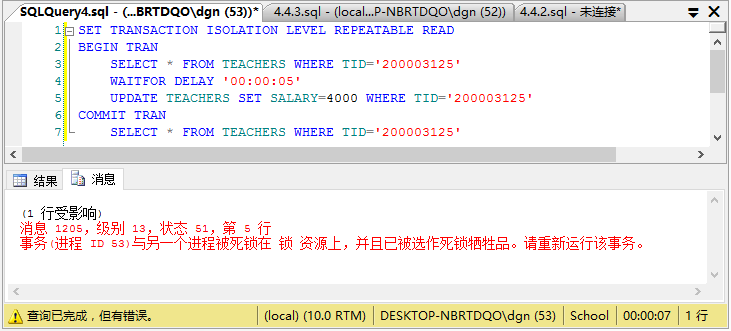 SQLQuery4.sql - (...BRTDQO\dgn (53))* 4.4.3.sql - (local...P-NBRTDQO\dgn (52)) 4.4.2.sql - 未连接*
1 SET TRANSACTION ISOLATION LEVEL REPEATABLE READ
2 BEGIN TRAN
3 SELECT * FROM TEACHERS WHERE TID='200003125'
4 WAITFOR DELAY '00:00:05'
5 UPDATE TEACHERS SET SALARY=4000 WHERE TID='200003125'
6 COMMIT TRAN
7 SELECT * FROM TEACHERS WHERE TID='200003125'
结果 消息
(1 行受影响)
消息 1205，级别 13，状态 51，第 5 行
事务(进程 ID 53)与另一个进程被死锁在 锁 资源上，并且已被选作死锁牺牲品。请重新运行该事务。
查询已完成，但有错误。 (local) (10.0 RTM) DESKTOP-NBRTDQO\dgn (53) School 00:00:07 1 行